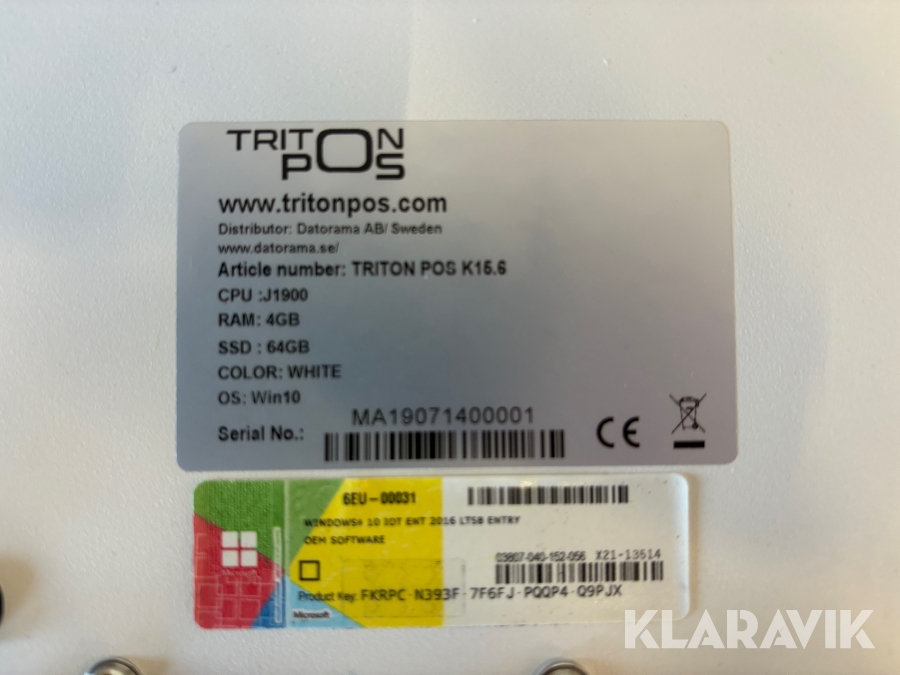 TRITON
POS
www.tritonpos.com
Distributor: Datorama AB/ Sweden
www.datorama.se/
Article number: TRITON POS K15.6
CPU :J1900
RAM: 4GB
SSD : 64GB
COLOR: WHITE
OS: Win10
MA19071400001
Serial No.:
CE
6EU-00031
WINDOWS® 10 IOT ENT 2016 LTSB ENTRY
OEM SOFTWARE
03807-040-152-056 X21-13614
Product Key: FKRPC-N393F-7F6FJ-PQQP4-Q9PJX
Microsoft
Microsoft
KLARAVIK